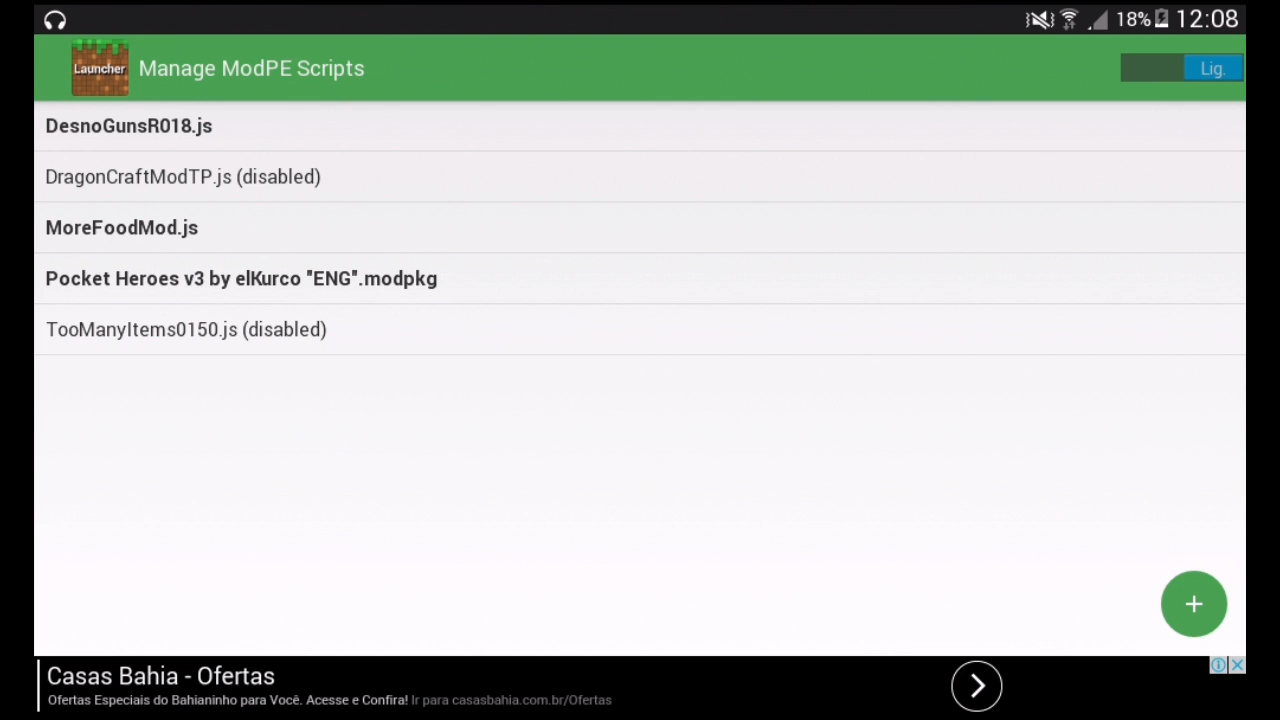 18% 12:08
Launcher Manage ModPE Scripts Lig.
DesnoGunsR018.js
DragonCraftModTP.js (disabled)
MoreFoodMod.js
Pocket Heroes v3 by elKurco "ENG".modpkg
TooManyItems0150.js (disabled)
+
Casas Bahia - Ofertas
Ofertas Especiais do Bahianinho para Você. Acesse e Confira! Ir para casasbahia.com.br/Ofertas